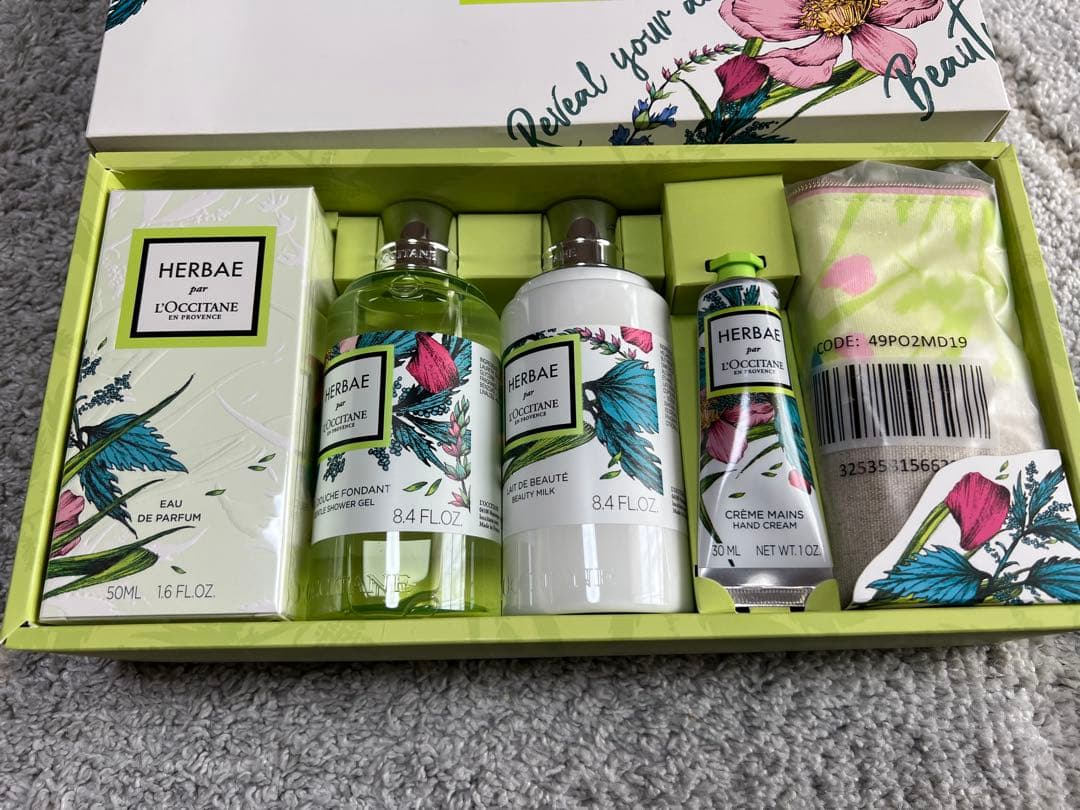 Reveal your
Beaut
HERBAE
par
L'OCCITANE
EN PROVENCE
EAU
DE PARFUM
50ML 1.6 FL.OZ.
HERBAE
par
L'OCCITANE
EN PROVENCE
DOUCHE FONDANT
GENTLE SHOWER GEL
8.4 FL.OZ.
HERBAE
par
L'OCCITANE
EN PROVENCE
LAIT DE BEAUTÉ
BEAUTY MILK
8.4 FL.OZ.
HERBAE
par
L'OCCITANE
EN PROVENCE
CRÈME MAINS
HAND CREAM
30 ML NET WT. 1 OZ.
CODE: 49PO2MD19